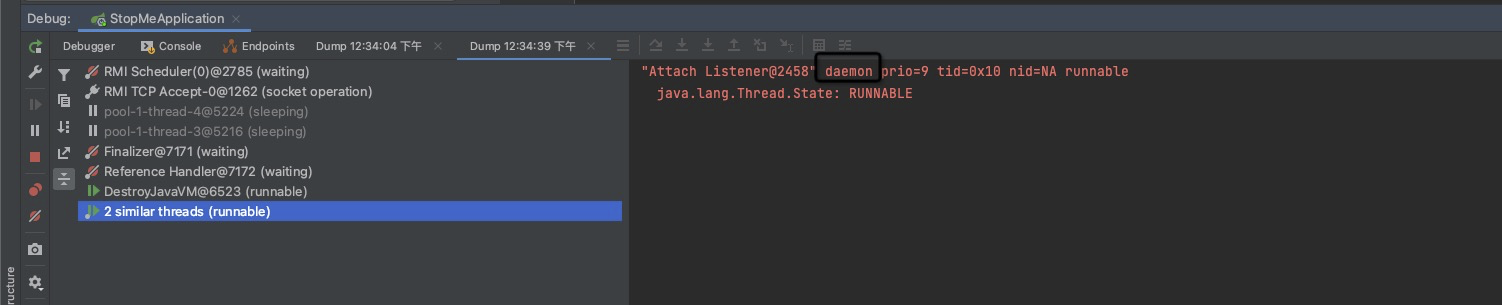 Debug: StopMeApplication
Debugger Console Endpoints Dump 12:34:04 下午 Dump 12:34:39 下午
RMI Scheduler(0)@2785 (waiting)
RMI TCP Accept-0@1262 (socket operation)
pool-1-thread-4@5224 (sleeping)
pool-1-thread-3@5216 (sleeping)
Finalizer@7171 (waiting)
Reference Handler@7172 (waiting)
DestroyJavaVM@6523 (runnable)
2 similar threads (runnable)
"Attach Listener@2458" daemon prio=9 tid=0x10 nid=NA runnable
java.lang.Thread.State: RUNNABLE
ructure